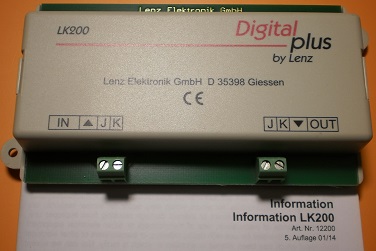 Lenz Elektronik GmbH
LK200
Digital
plus
by Lenz
Lenz Elektronik GmbH D 35398 Giessen
CE
IN ▲ J K
J K ▼ OUT
Information
Information LK200
Art. Nr. 12200
5. Auflage 01/14